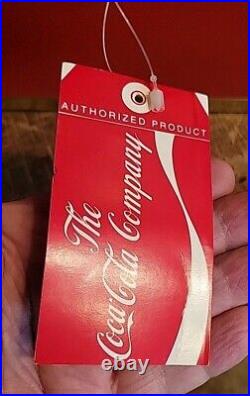 AUTHORIZED PRODUCT
The
Coca-Cola Company